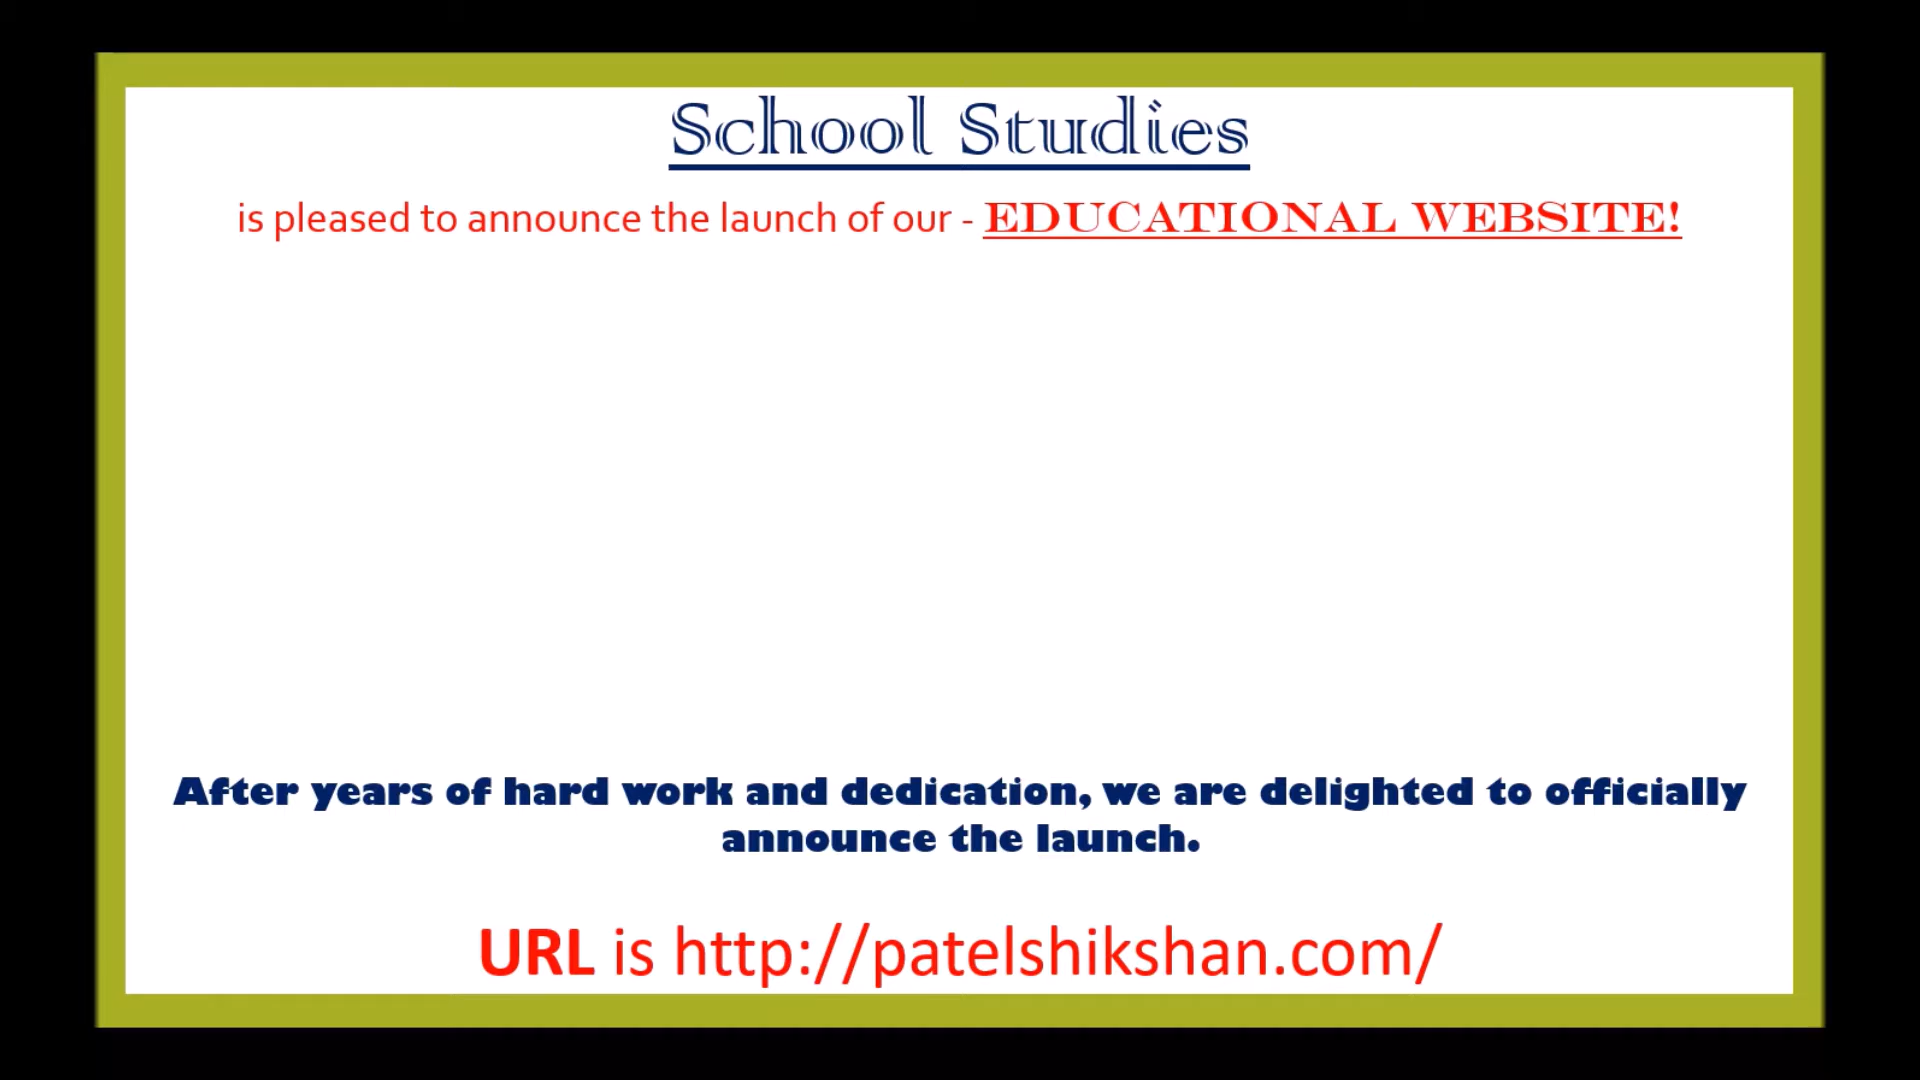 School Studies
is pleased to announce the launch of our - EDUCATIONAL WEBSITE!
After years of hard work and dedication, we are delighted to officially
announce the launch.
URL is http://patelshikshan.com/